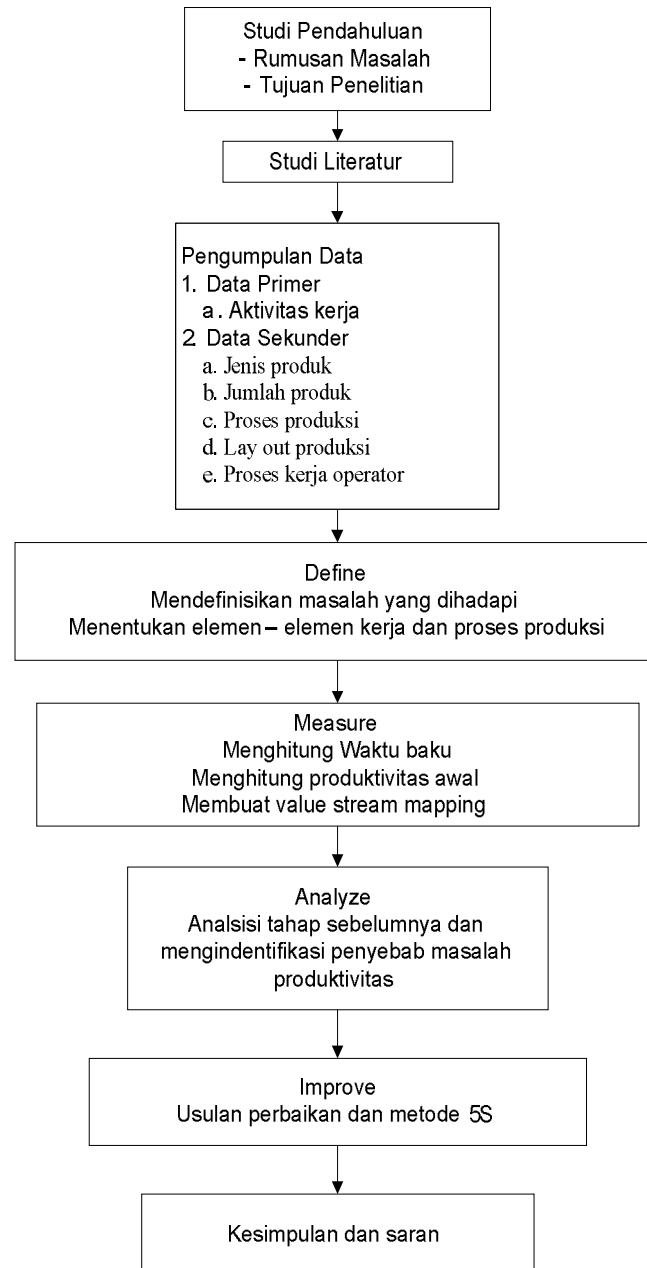 Studi Pendahuluan
- Rumusan Masalah
- Tujuan Penelitian
Studi Literatur
Pengumpulan Data
1. Data Primer
a. Aktivitas kerja
2. Data Sekunder
a. Jenis produk
b. Jumlah produk
c. Proses produksi
d. Lay out produksi
e. Proses kerja operator
Define
Mendefinisikan masalah yang dihadapi
Menentukan elemen – elemen kerja dan proses produksi
Measure
Menghitung Waktu baku
Menghitung produktivitas awal
Membuat value stream mapping
Analyze
Analsisi tahap sebelumnya dan
mengindentifikasi penyebab masalah
produktivitas
Improve
Usulan perbaikan dan metode 5S
Kesimpulan dan saran